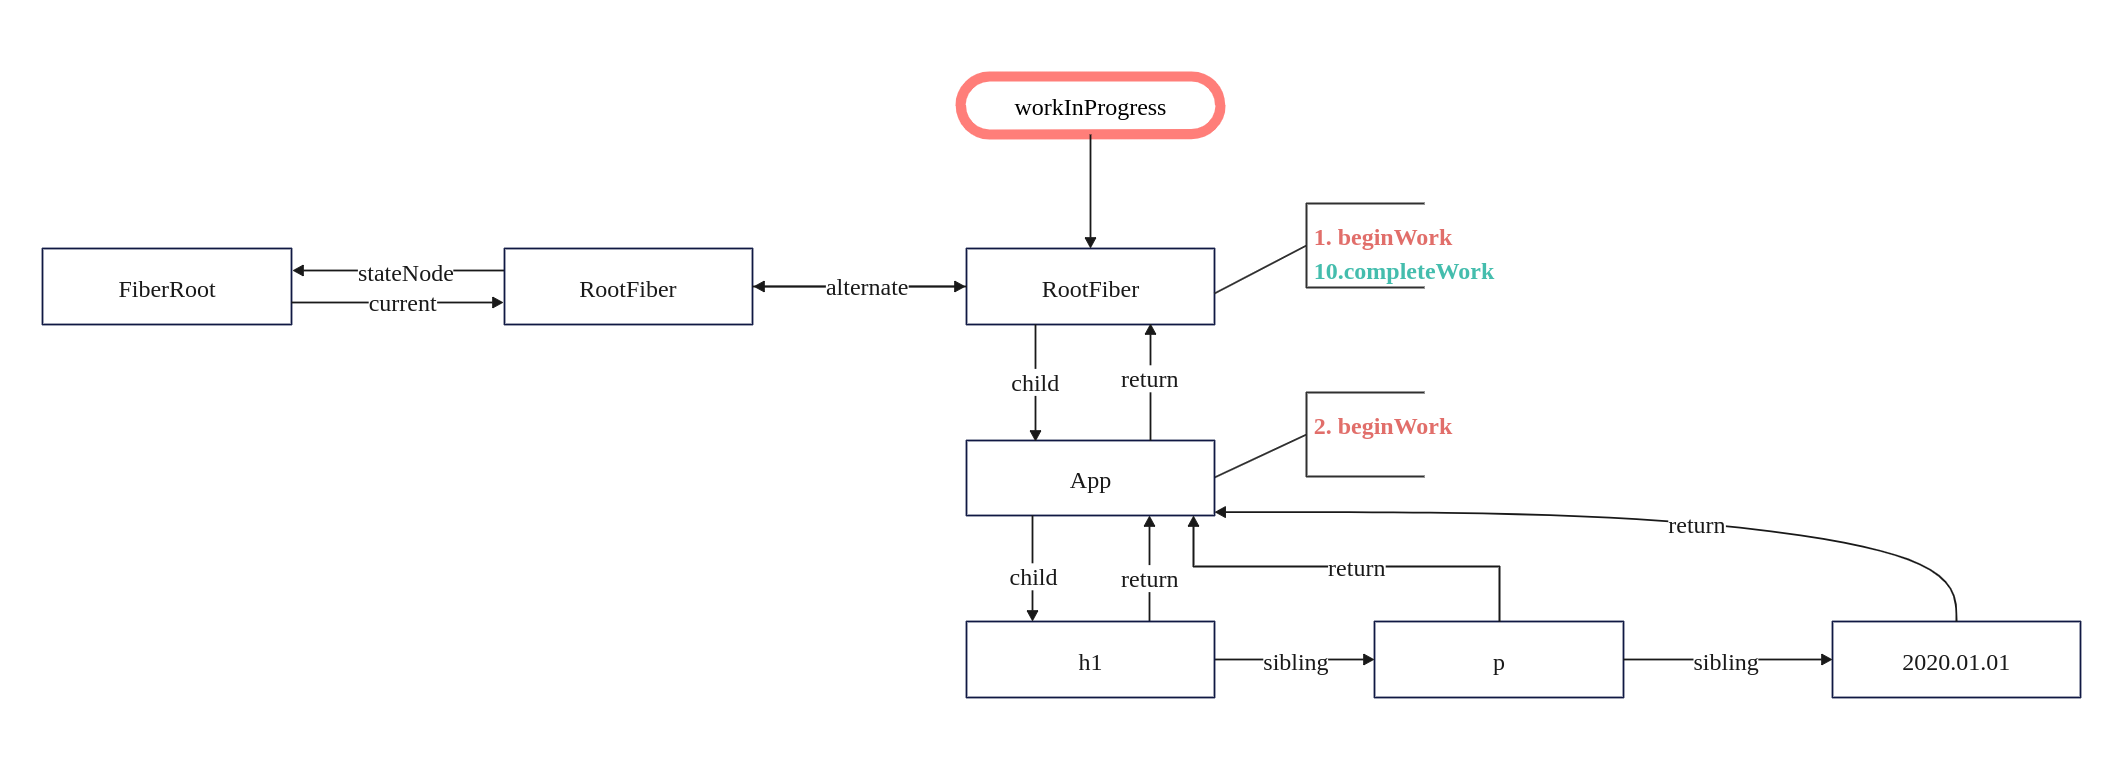 workInProgress
1. beginWork
10.completeWork
FiberRoot
stateNode
current
RootFiber
alternate
RootFiber
child
return
2. beginWork
App
return
child
return
return
h1
sibling
p
sibling
2020.01.01